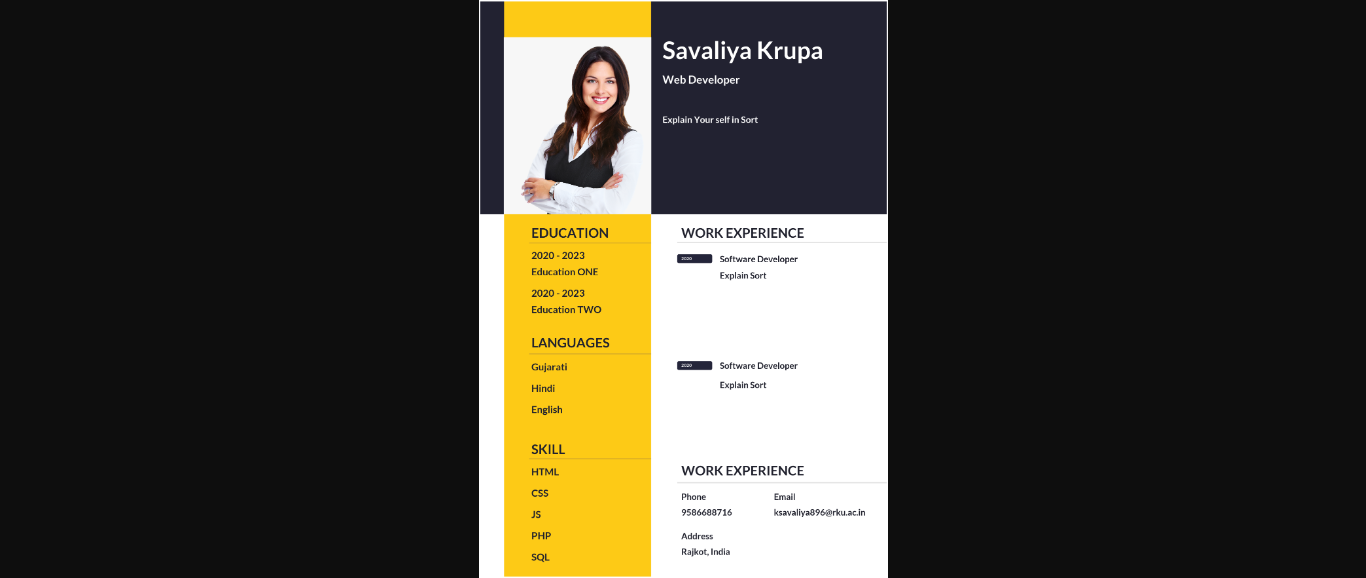 Savaliya Krupa
Web Developer
Explain Your self in Sort
EDUCATION
2020 - 2023
Education ONE
2020 - 2023
Education TWO
LANGUAGES
Gujarati
Hindi
English
SKILL
HTML
CSS
JS
PHP
SQL
WORK EXPERIENCE
2020 Software Developer
Explain Sort
2020 Software Developer
Explain Sort
WORK EXPERIENCE
Phone Email
9586688716 ksavaliya896@rku.ac.in
Address
Rajkot, India